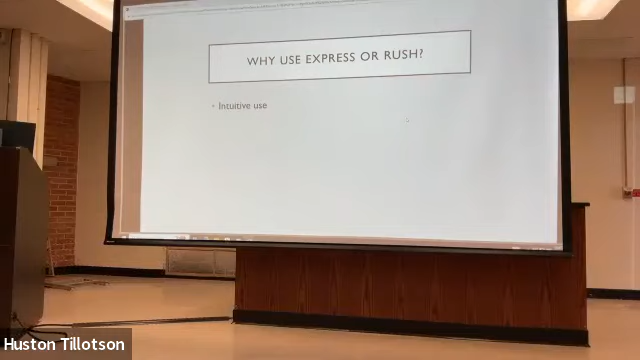 WHY USE EXPRESS OR RUSH?
• Intuitive use
Huston Tillotson